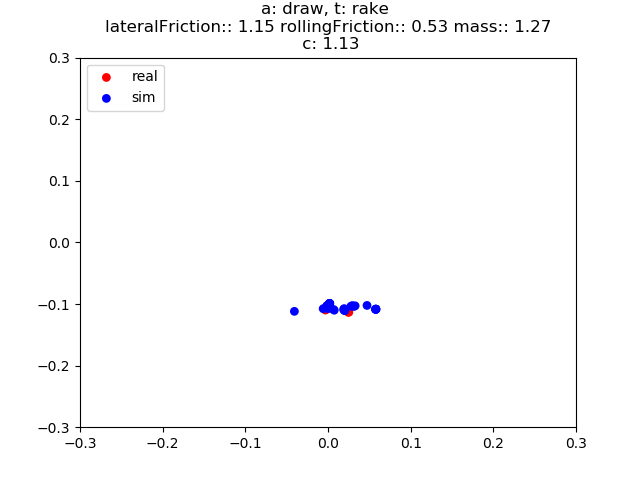 a: draw, t: rake
lateralFriction:: 1.15 rollingFriction:: 0.53 mass:: 1.27
c: 1.13
real
sim
0.3
0.2
0.1
0.0
−0.1
−0.2
−0.3
−0.3 −0.2 −0.1 0.0 0.1 0.2 0.3